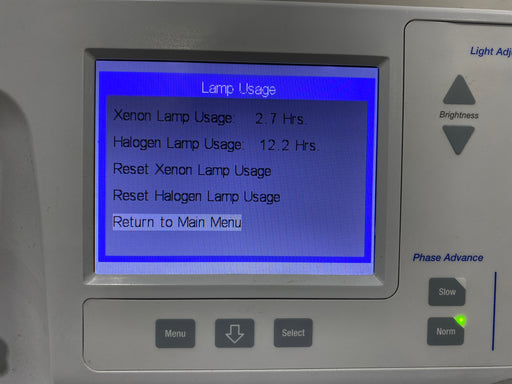 Lamp Usage
Xenon Lamp Usage: 2.7 Hrs.
Halogen Lamp Usage: 12.2 Hrs.
Reset Xenon Lamp Usage
Reset Halogen Lamp Usage
Return to Main Menu
Menu
Select
Light Adj
Brightness
Phase Advance
Slow
Norm